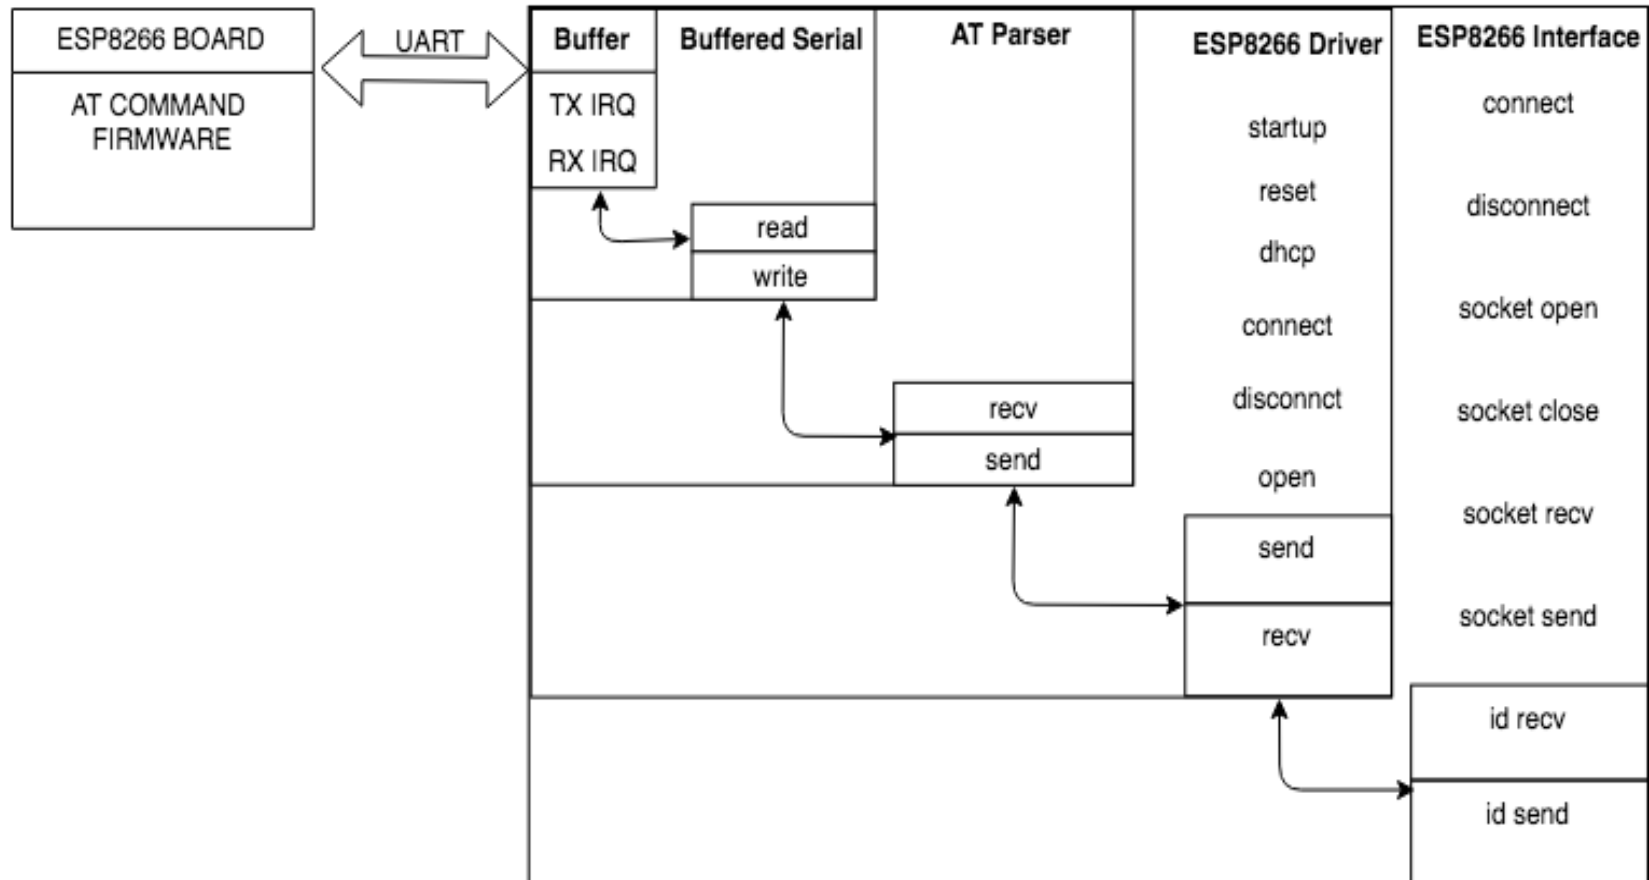 ESP8266 BOARD
AT COMMAND
FIRMWARE
UART
Buffer
TX IRQ
RX IRQ
Buffered Serial
read
write
AT Parser
recv
send
ESP8266 Driver
startup
reset
dhcp
connect
disconnct
open
send
recv
ESP8266 Interface
connect
disconnect
socket open
socket close
socket recv
socket send
id recv
id send